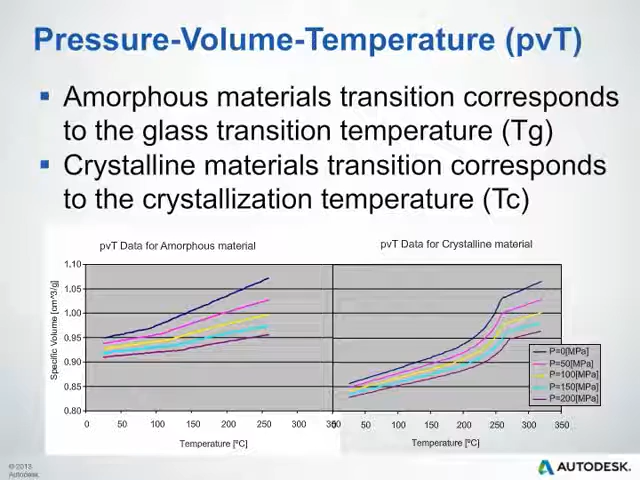 Pressure-Volume-Temperature (pvT)
Amorphous materials transition corresponds
to the glass transition temperature (Tg)
Crystalline materials transition corresponds
to the crystallization temperature (Tc)
pvT Data for Amorphous material
pvT Data for Crystalline material
Specific Volume [cm^3/g]
1.10
1.05
1.00
0.95
0.90
0.85
0.80
0 50 100 150 200 250 300
50 100 150 200 250 300 350
Temperature [ºC]
Temperature [ºC]
P=0[MPa]
P=50[MPa]
P=100[MPa]
P=150[MPa]
P=200[MPa]
Autodesk.
AUTODESK.